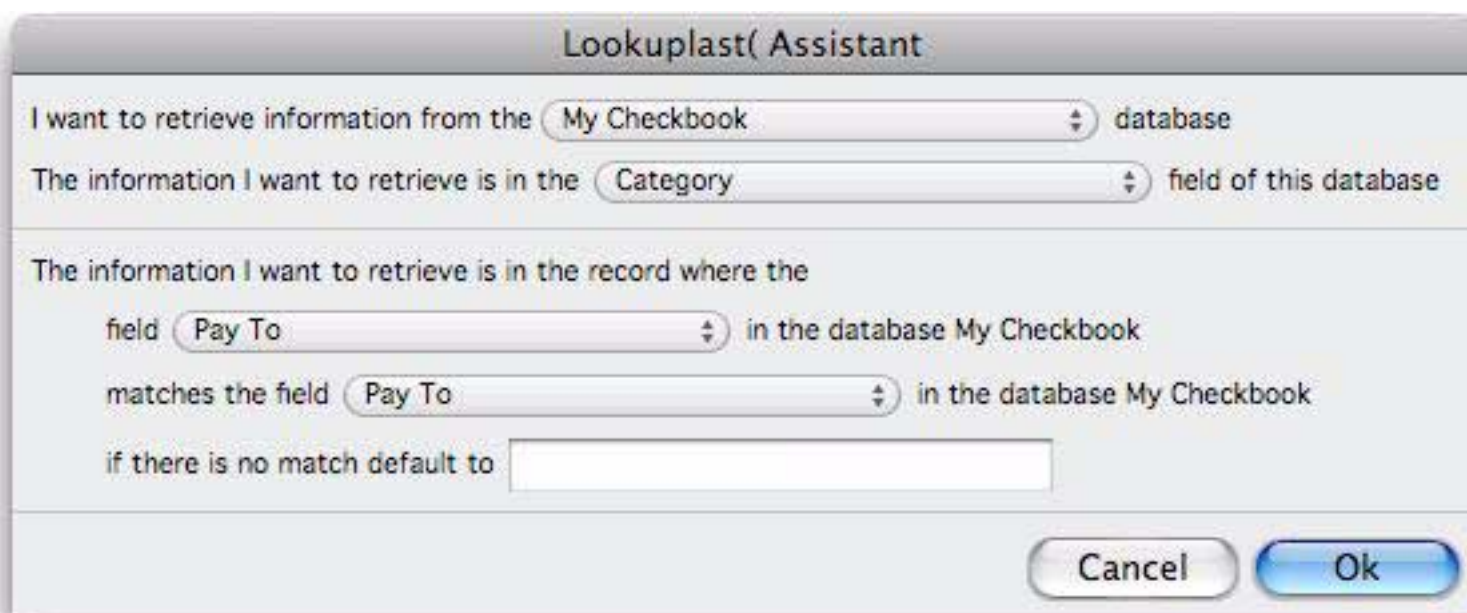 Lookuplast( Assistant
I want to retrieve information from the My Checkbook database
The information I want to retrieve is in the Category field of this database
The information I want to retrieve is in the record where the
field Pay To in the database My Checkbook
matches the field Pay To in the database My Checkbook
if there is no match default to
Cancel Ok